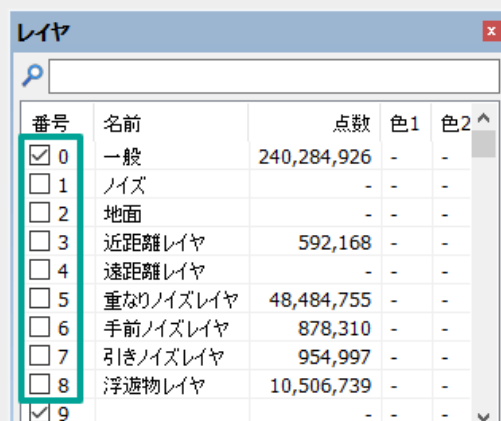 レイヤ
番号 名前 点数 色1 色2
0 一般 240,284,926 - -
1 ノイズ - - -
2 地面 - - -
3 近距離レイヤ 592,168 - -
4 遠距離レイヤ - - -
5 重なりノイズレイヤ 48,484,755 - -
6 手前ノイズレイヤ 878,310 - -
7 引きノイズレイヤ 954,997 - -
8 浮遊物レイヤ 10,506,739 - -
9 - - -